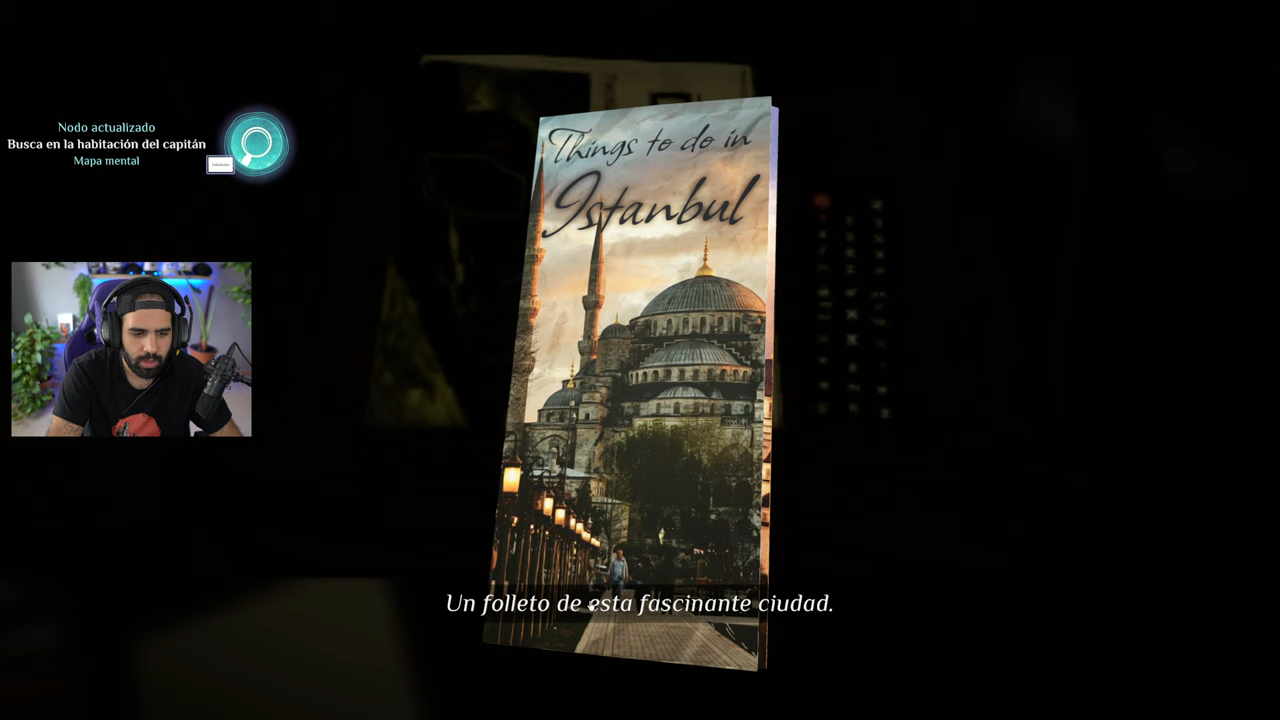 Nodo actualizado
Busca en la habitación del capitán
Mapa mental
Things to do in
Istanbul
Un folleto de esta fascinante ciudad.